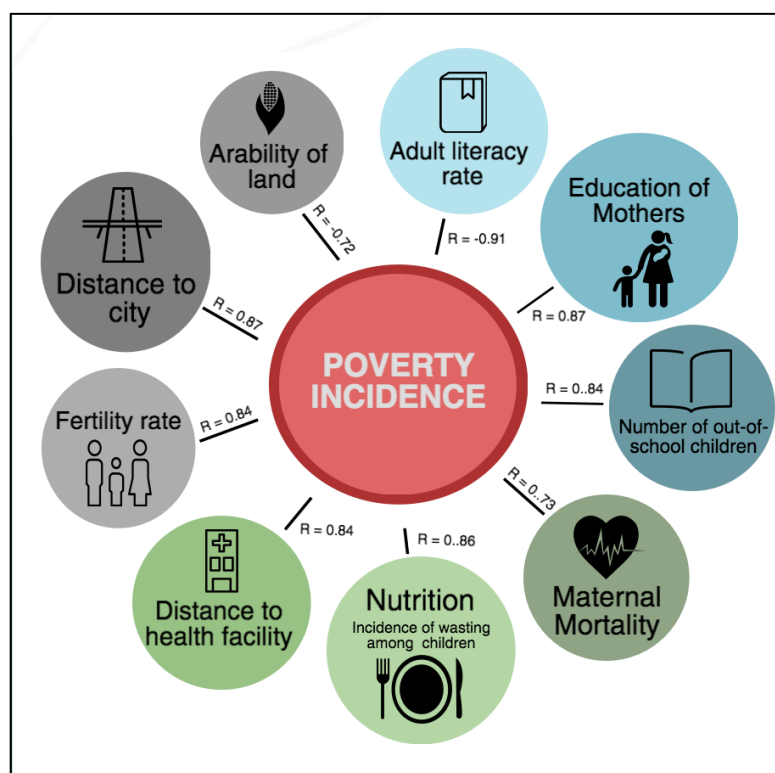 Arability of
land
R = -0.72
Adult literacy
rate
R = -0.91
Education of
Mothers
R = 0.87
Distance to
city
R = 0.87
POVERTY
INCIDENCE
R = 0..84
Number of out-of-
school children
Fertility rate
R = 0.84
R = 0..73
Maternal
Mortality
R = 0.84
Distance to
health facility
R = 0..86
Nutrition
Incidence of wasting
among children